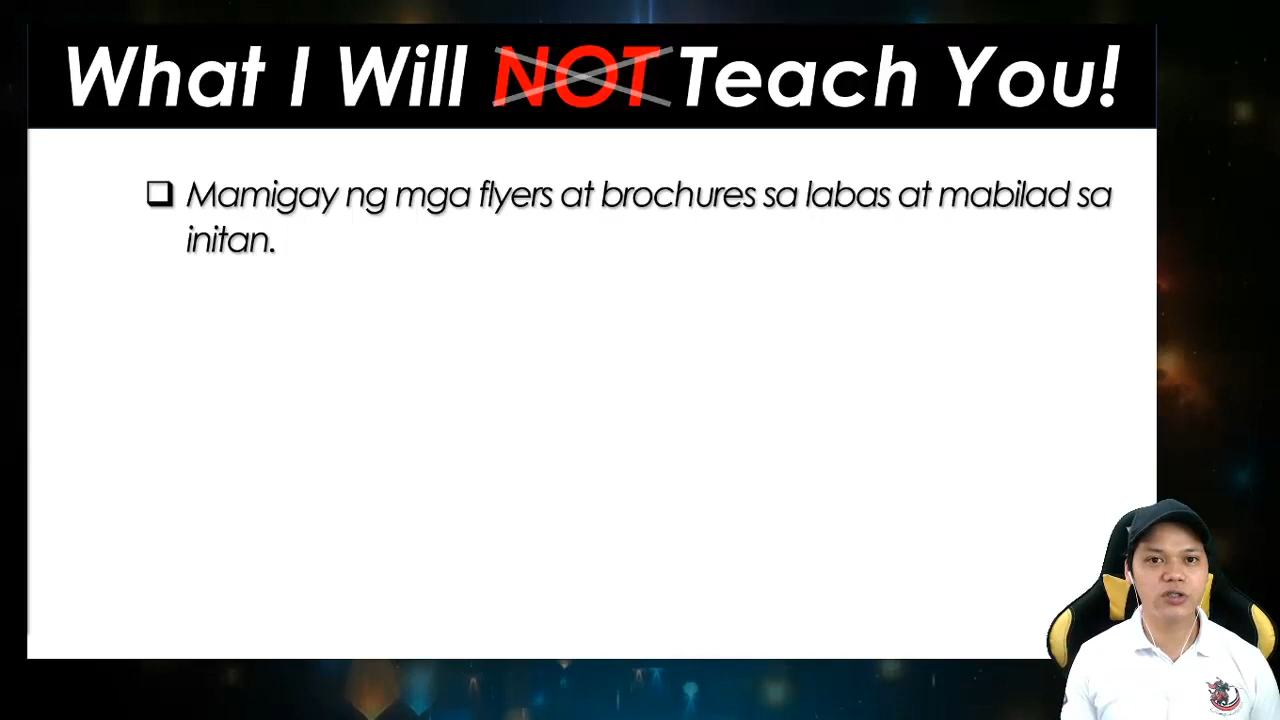 What I Will NOT Teach You!
Mamigay ng mga flyers at brochures sa labas at mabilad sa
initan.